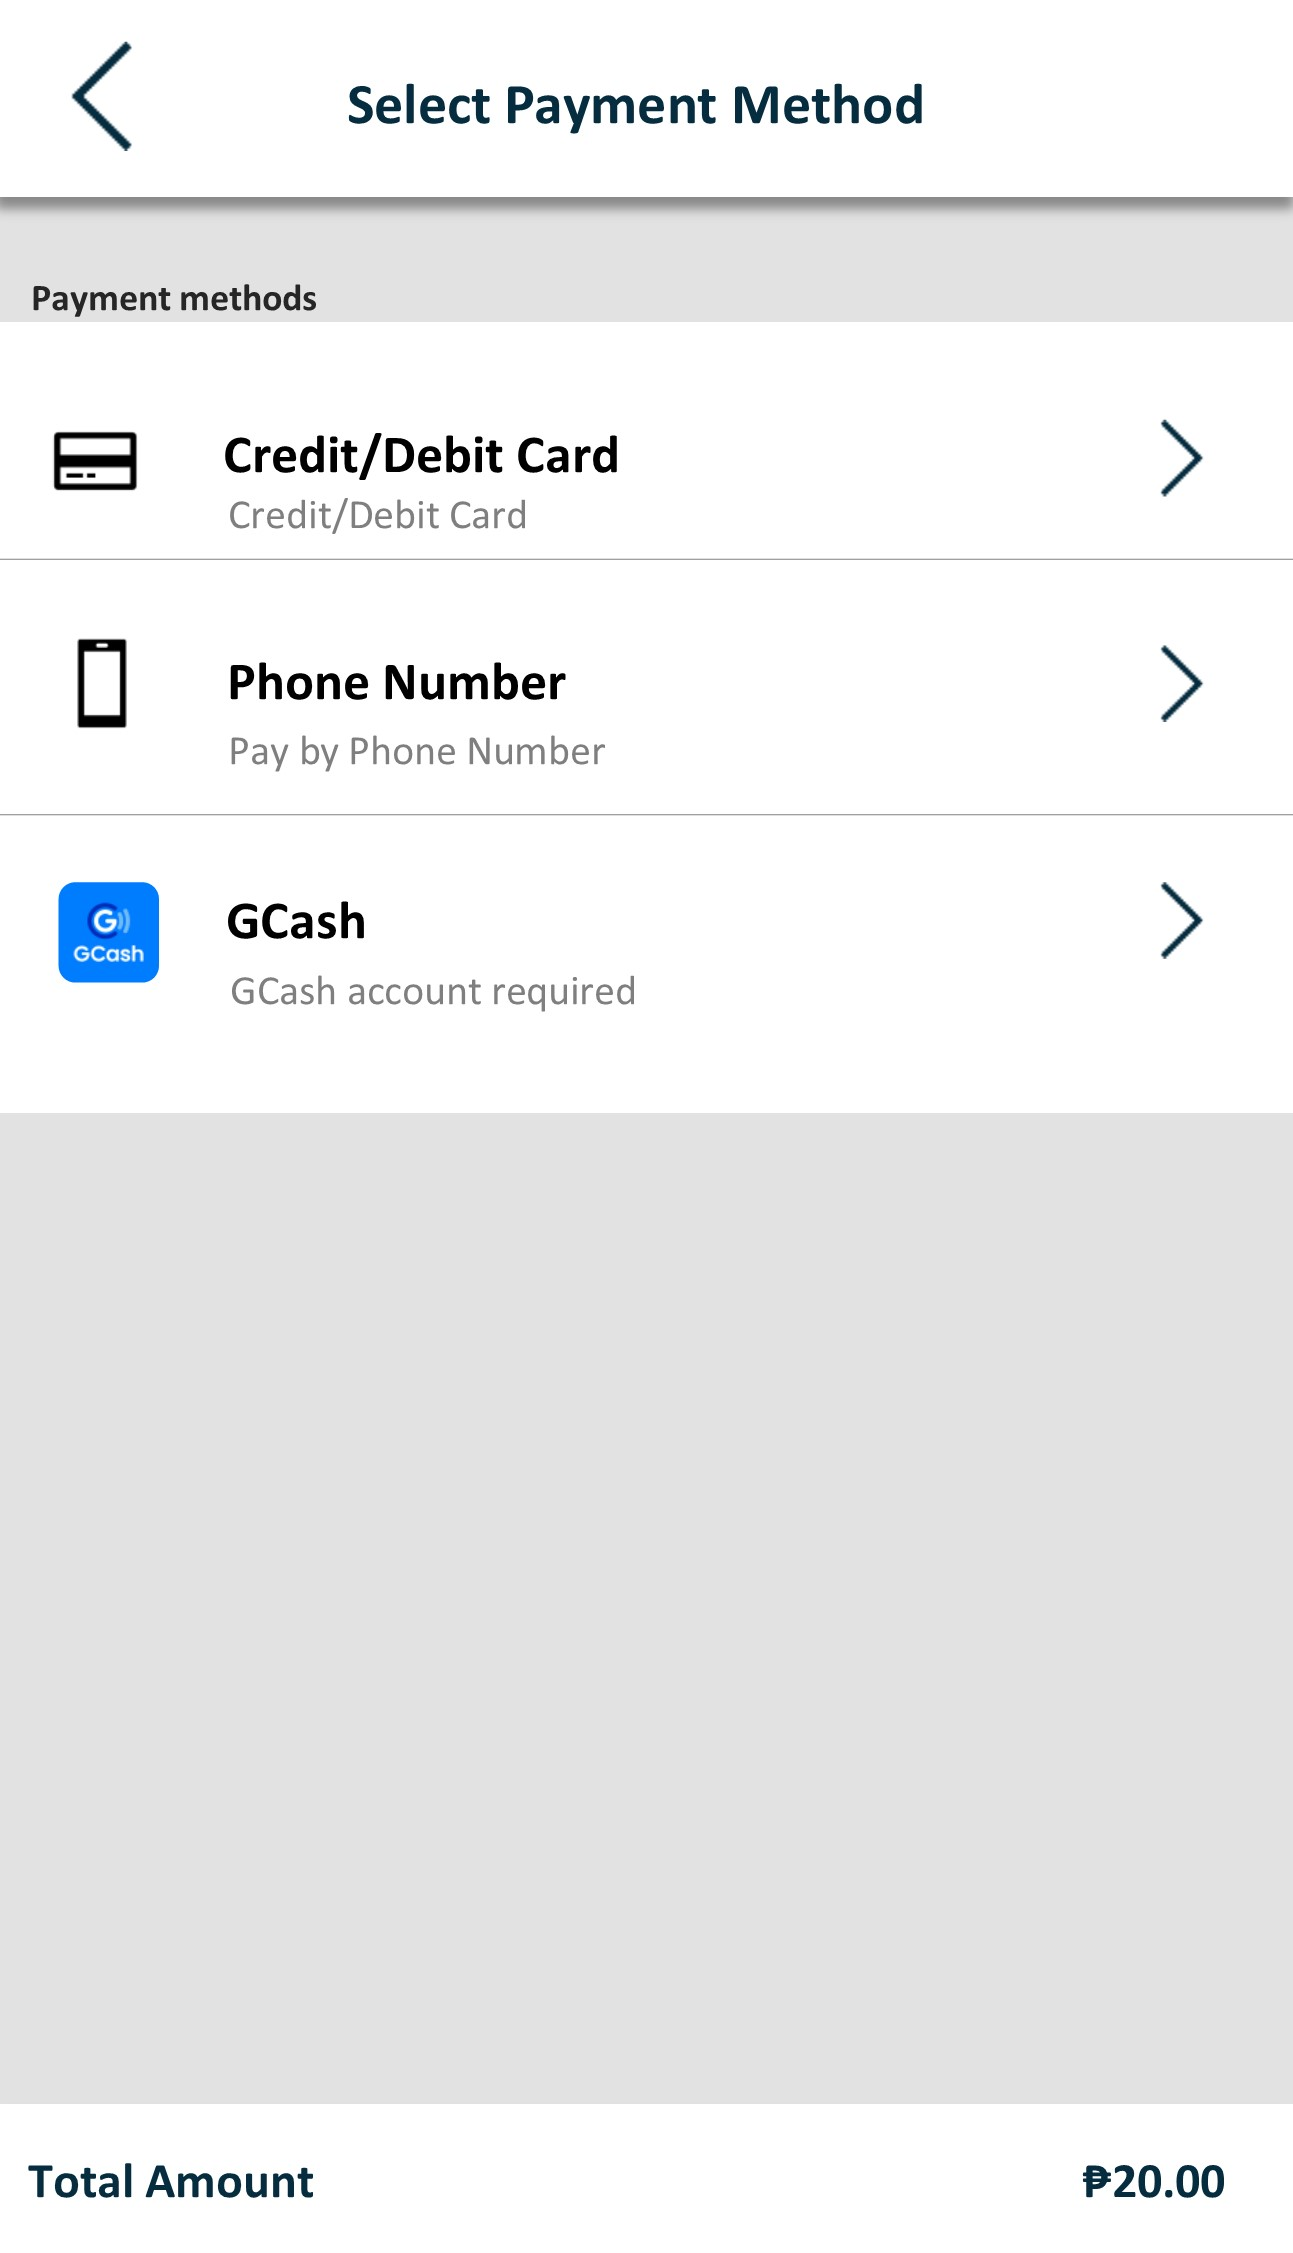 Select Payment Method
Payment methods
Credit/Debit Card
Credit/Debit Card
Phone Number
Pay by Phone Number
G
GCash
GCash
GCash account required
Total Amount
₱20.00